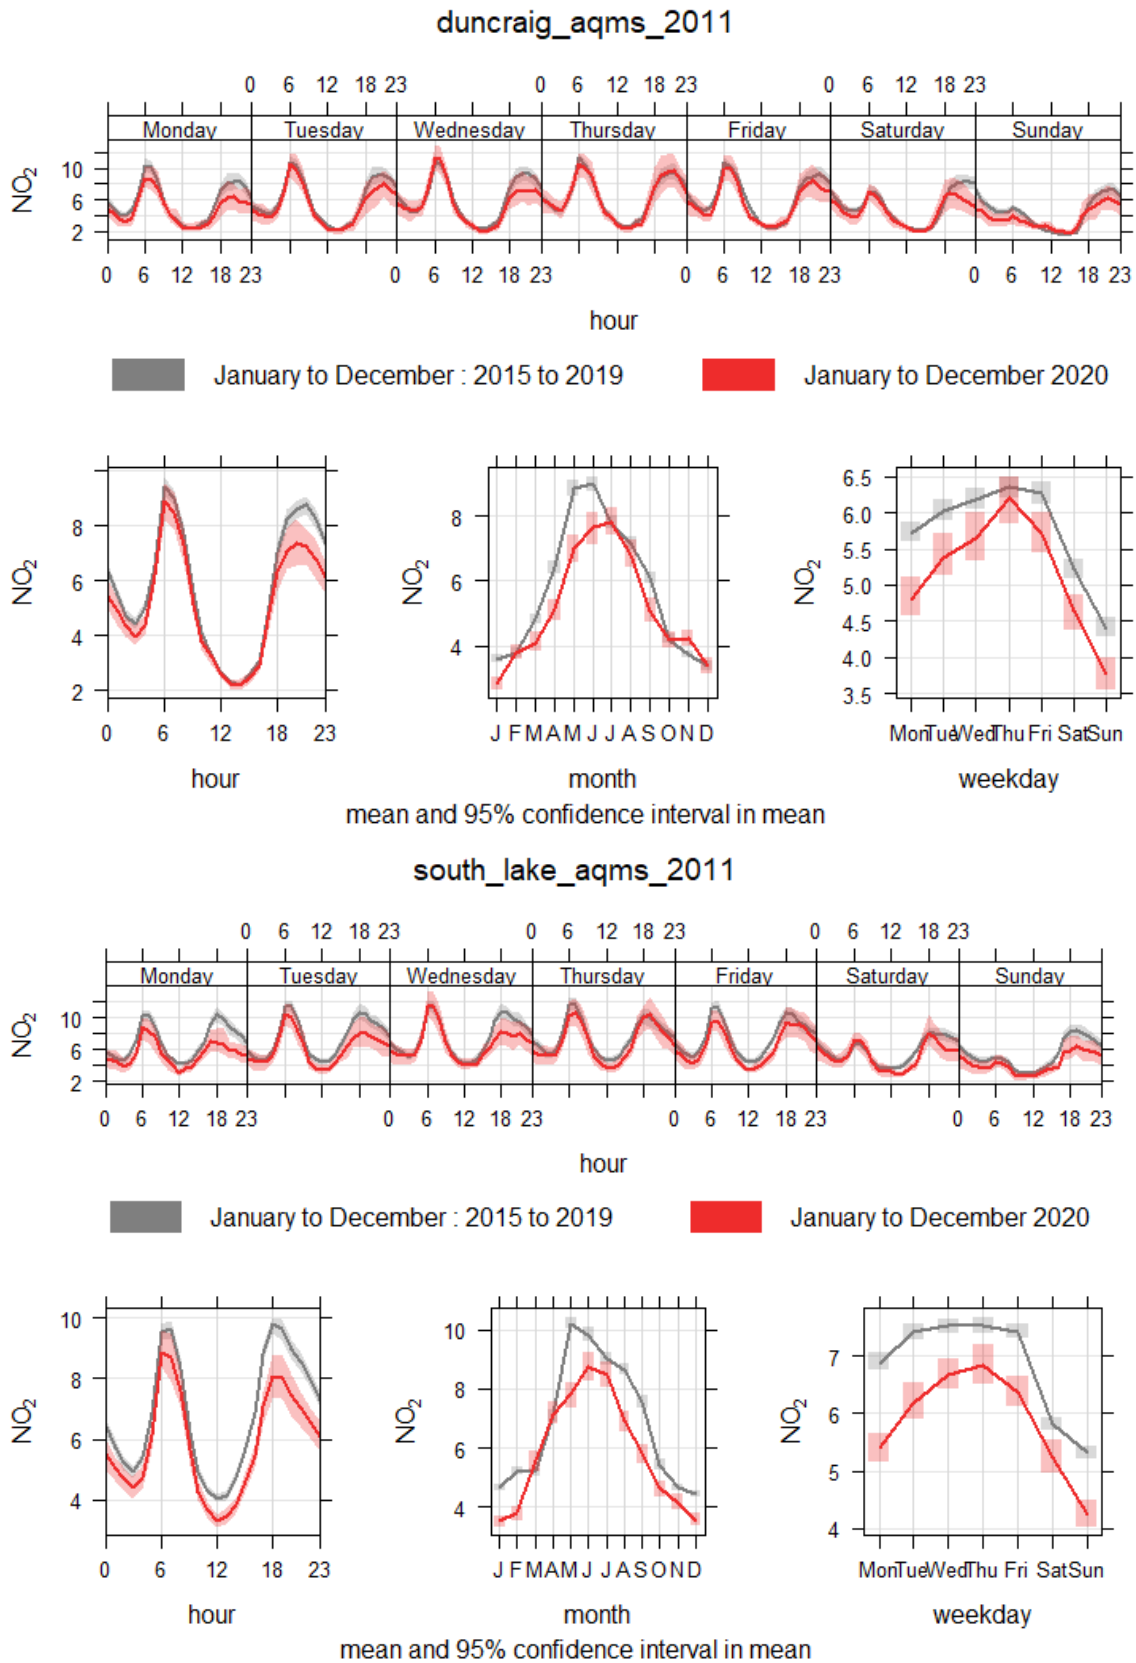 duncraig_aqms_2011
0 6 12 18 23 0 6 12 18 23 0 6 12 18 23
Monday Tuesday Wednesday Thursday Friday Saturday Sunday
NO2
10
6
2
0 6 12 18 23 0 6 12 18 23 0 6 12 18 23 0 6 12 18 23
hour
January to December : 2015 to 2019 January to December 2020
NO2
8
6
4
2
0 6 12 18 23
hour
NO2
8
6
4
J F M A M J J A S O N D
month
NO2
6.5
6.0
5.5
5.0
4.5
4.0
3.5
Mon Tue Wed Thu Fri Sat Sun
weekday
mean and 95% confidence interval in mean
south_lake_aqms_2011
0 6 12 18 23 0 6 12 18 23 0 6 12 18 23
Monday Tuesday Wednesday Thursday Friday Saturday Sunday
NO2
10
6
2
0 6 12 18 23 0 6 12 18 23 0 6 12 18 23 0 6 12 18 23
hour
January to December : 2015 to 2019 January to December 2020
NO2
10
8
6
4
0 6 12 18 23
hour
NO2
10
8
6
4
J F M A M J J A S O N D
month
NO2
7
6
5
4
Mon Tue Wed Thu Fri Sat Sun
weekday
mean and 95% confidence interval in mean